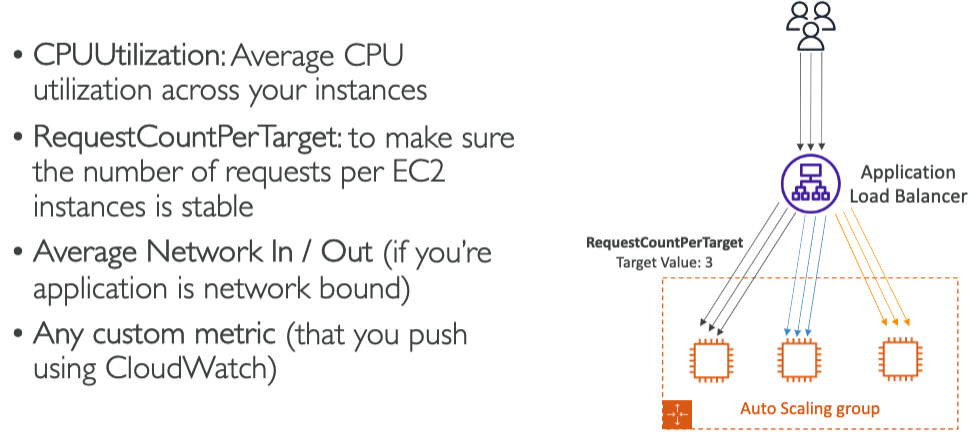 • CPUUtilization: Average CPU
utilization across your instances
• RequestCountPerTarget: to make sure
the number of requests per EC2
instances is stable
• Average Network In / Out (if you're
application is network bound)
• Any custom metric (that you push
using CloudWatch)
Application
Load Balancer
RequestCountPerTarget
Target Value: 3
Auto Scaling group